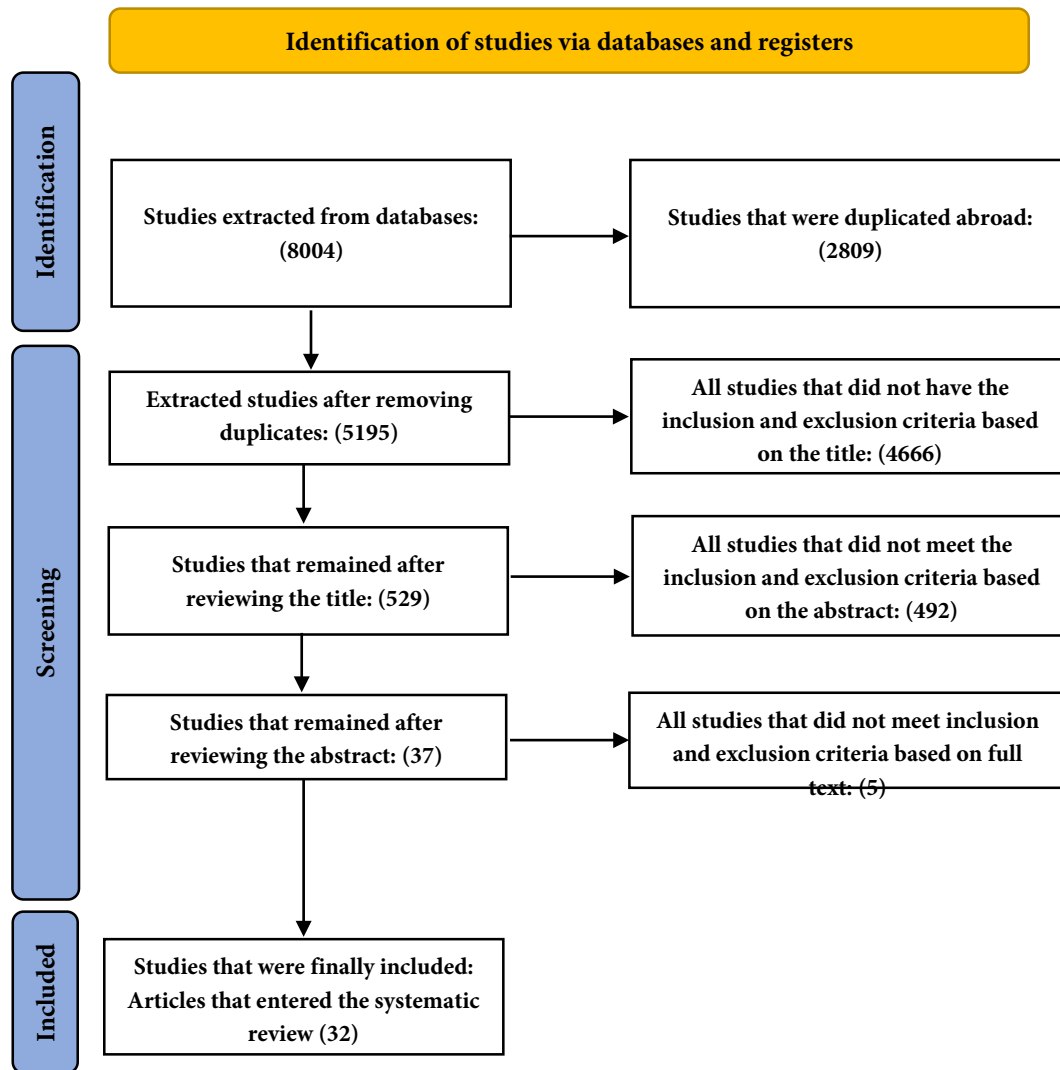 Identification of studies via databases and registers
Identification
Studies extracted from databases:
(8004)
Studies that were duplicated abroad:
(2809)
Screening
Extracted studies after removing
duplicates: (5195)
All studies that did not have the
inclusion and exclusion criteria based
on the title: (4666)
Studies that remained after
reviewing the title: (529)
All studies that did not meet the
inclusion and exclusion criteria based
on the abstract: (492)
Studies that remained after
reviewing the abstract: (37)
All studies that did not meet inclusion
and exclusion criteria based on full
text: (5)
Included
Studies that were finally included:
Articles that entered the systematic
review (32)